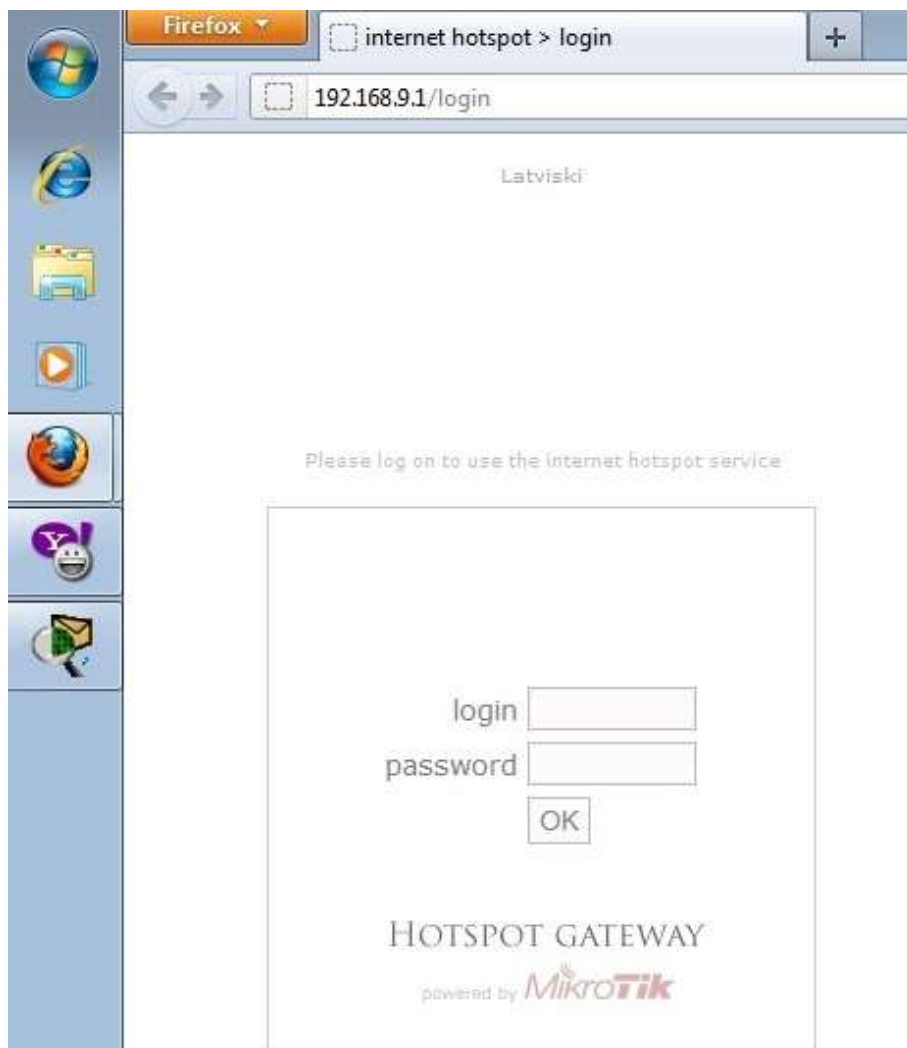 Firefox
internet hotspot > login
192.168.9.1/login
Latviski
Please log on to use the internet hotspot service
login
password
OK
HOTSPOT GATEWAY
powered by MikroTik